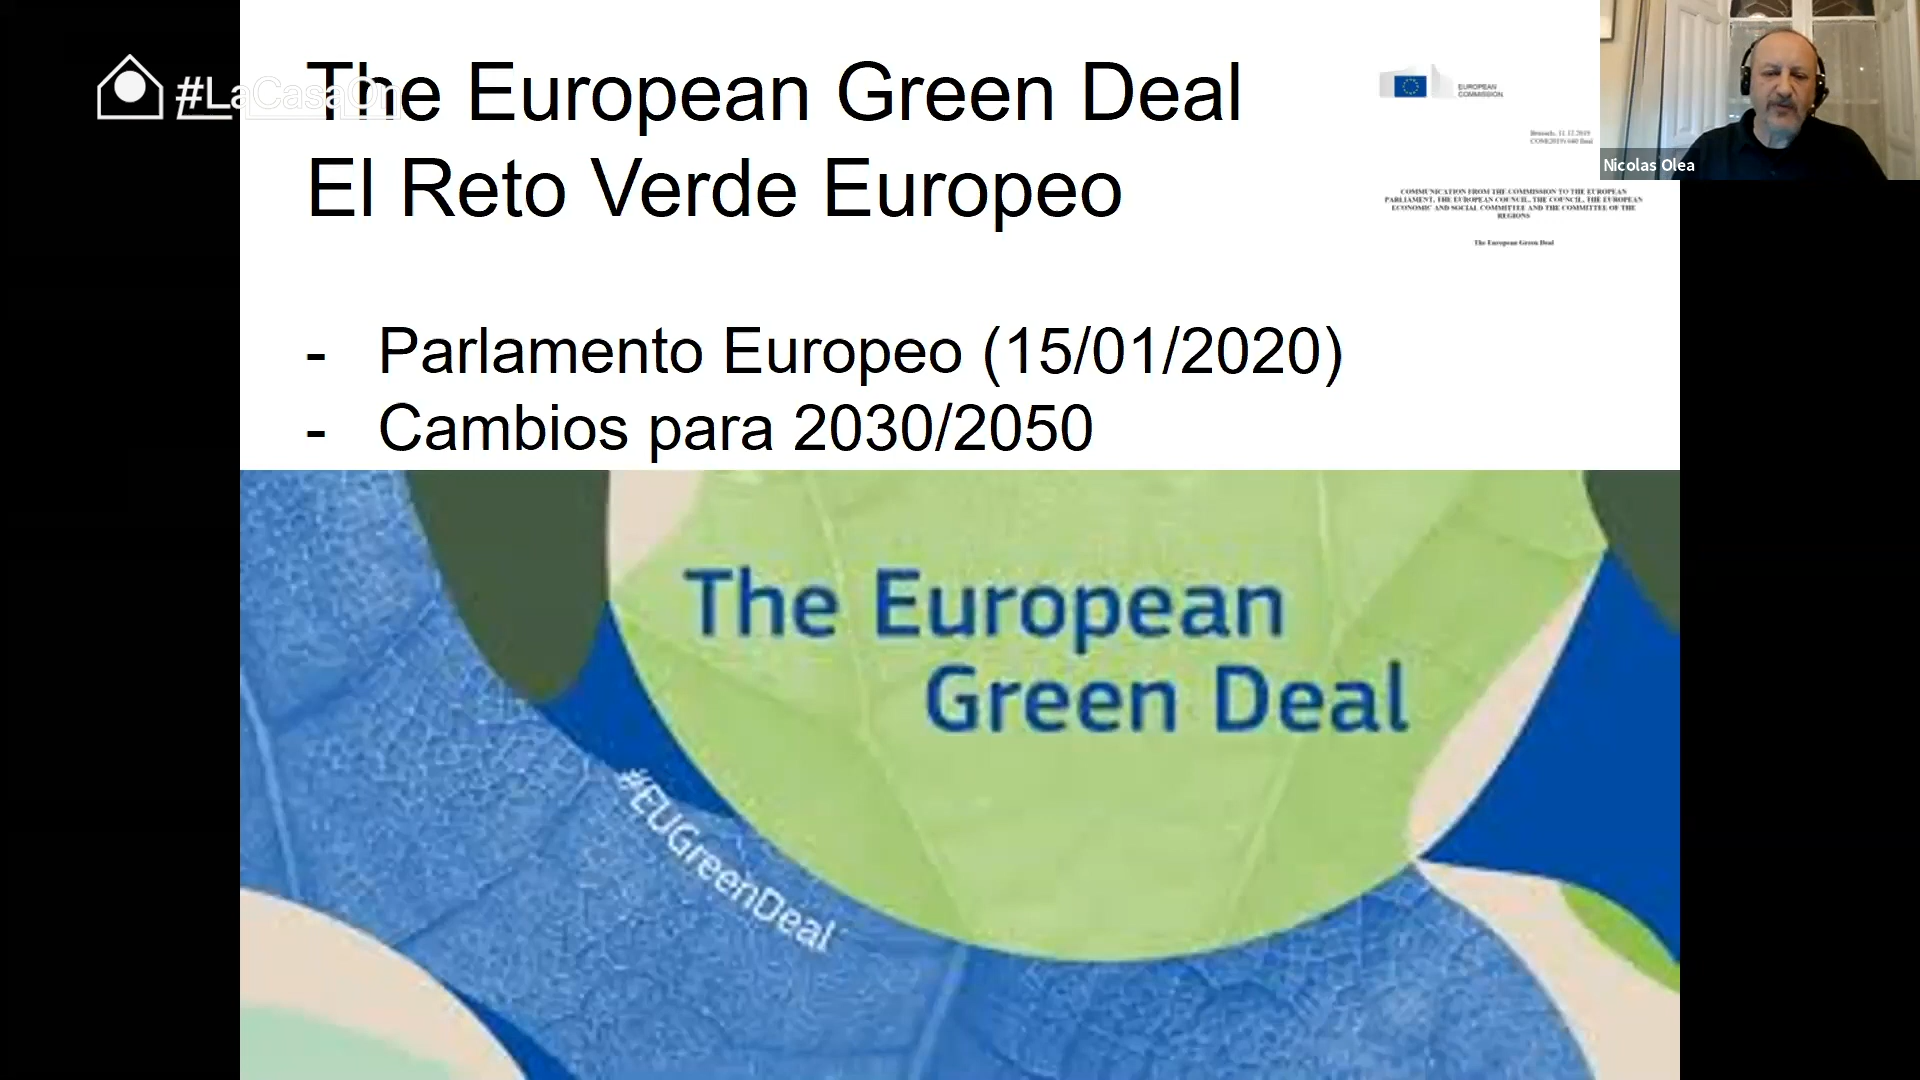 #LaCasaOn
The European Green Deal
El Reto Verde Europeo
EUROPEAN
COMMISSION
Brussels, 11.12.2019
COM(2019) 640 final
Nicolas Olea
COMMUNICATION FROM THE COMMISSION TO THE EUROPEAN
PARLIAMENT, THE EUROPEAN COUNCIL, THE COUNCIL, THE EUROPEAN
ECONOMIC AND SOCIAL COMMITTEE AND THE COMMITTEE OF THE
REGIONS
The European Green Deal
- Parlamento Europeo (15/01/2020)
- Cambios para 2030/2050
The European
Green Deal
#EUGreenDeal